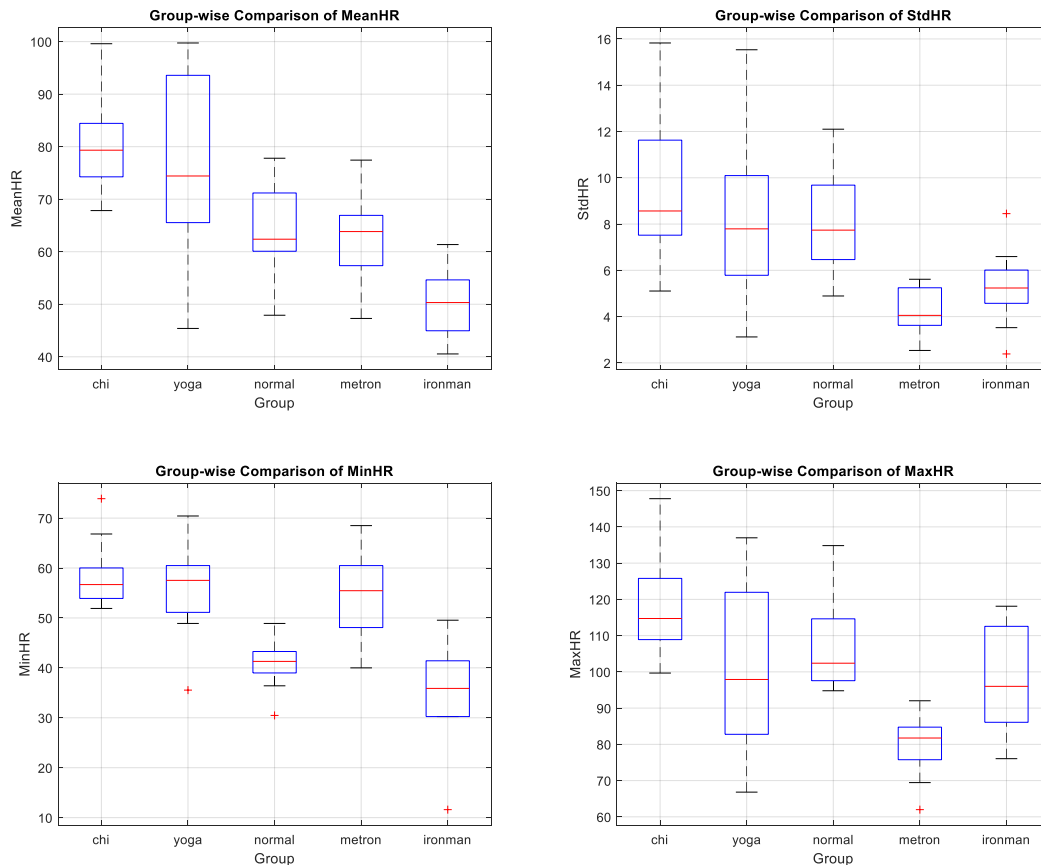 Group-wise Comparison of MeanHR
100
90
80
70
60
50
40
MeanHR
chi yoga normal metron ironman
Group
Group-wise Comparison of StdHR
16
14
12
10
8
6
4
2
StdHR
chi yoga normal metron ironman
Group
Group-wise Comparison of MinHR
70
60
50
40
30
20
10
MinHR
chi yoga normal metron ironman
Group
Group-wise Comparison of MaxHR
150
140
130
120
110
100
90
80
70
60
MaxHR
chi yoga normal metron ironman
Group